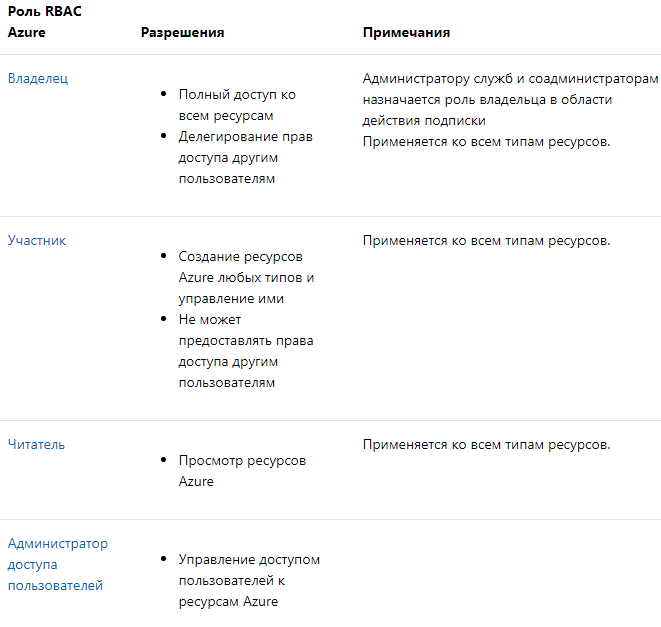 Роль RBAC
Azure
Разрешения
Примечания
Владелец
Полный доступ ко
всем ресурсам
Делегирование прав
доступа другим
пользователям
Администратору служб и соадминистраторам
назначается роль владельца в области
действия подписки
Применяется ко всем типам ресурсов.
Участник
Создание ресурсов
Azure любых типов и
управление ими
Не может
предоставлять права
доступа другим
пользователям
Применяется ко всем типам ресурсов.
Читатель
Просмотр ресурсов
Azure
Применяется ко всем типам ресурсов.
Администратор
доступа
пользователей
Управление доступом
пользователей к
ресурсам Azure